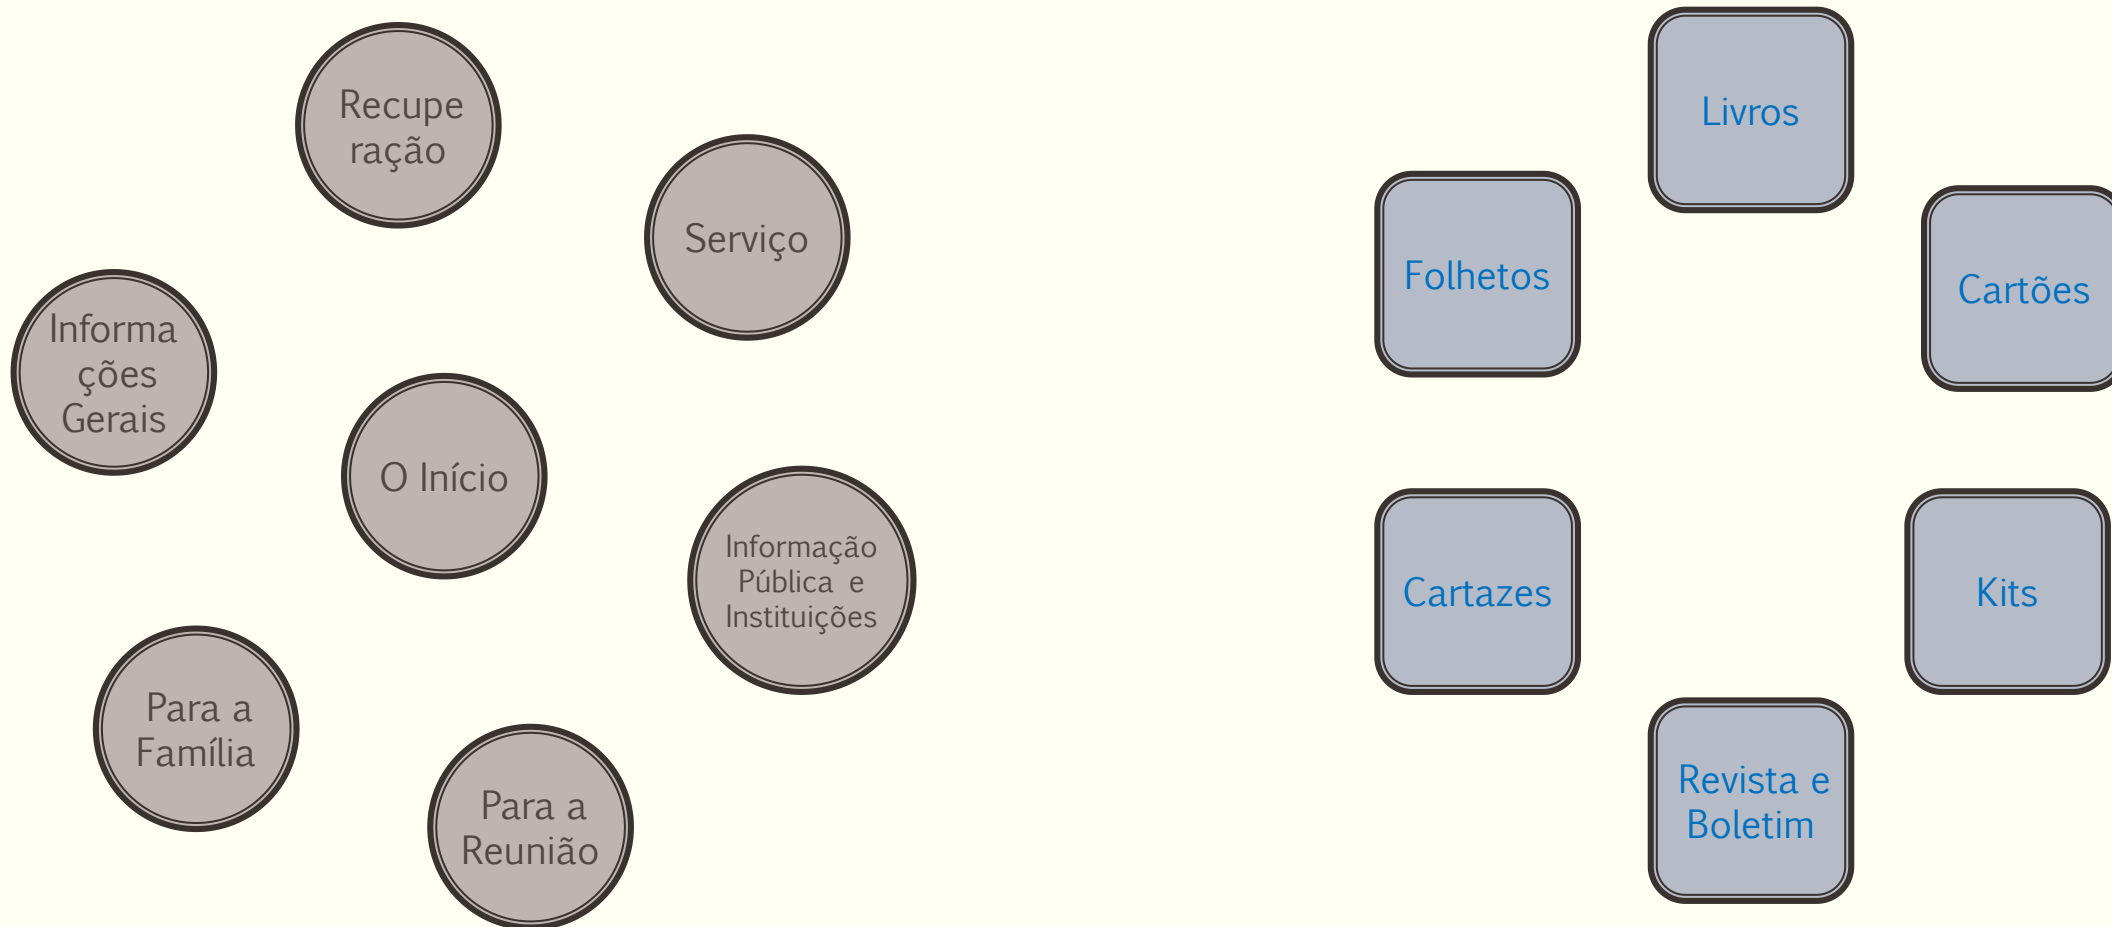 Recupe
ração
Serviço
Informa
ções
Gerais
O Início
Informação
Pública e
Instituições
Para a
Família
Para a
Reunião
Livros
Folhetos
Cartões
Cartazes
Kits
Revista e
Boletim